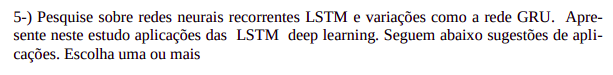 5-) Pesquise sobre redes neurais recorrentes LSTM e variações como a rede GRU. Apre-
sente neste estudo aplicações das LSTM deep learning. Seguem abaixo sugestões de apli-
cações. Escolha uma ou mais